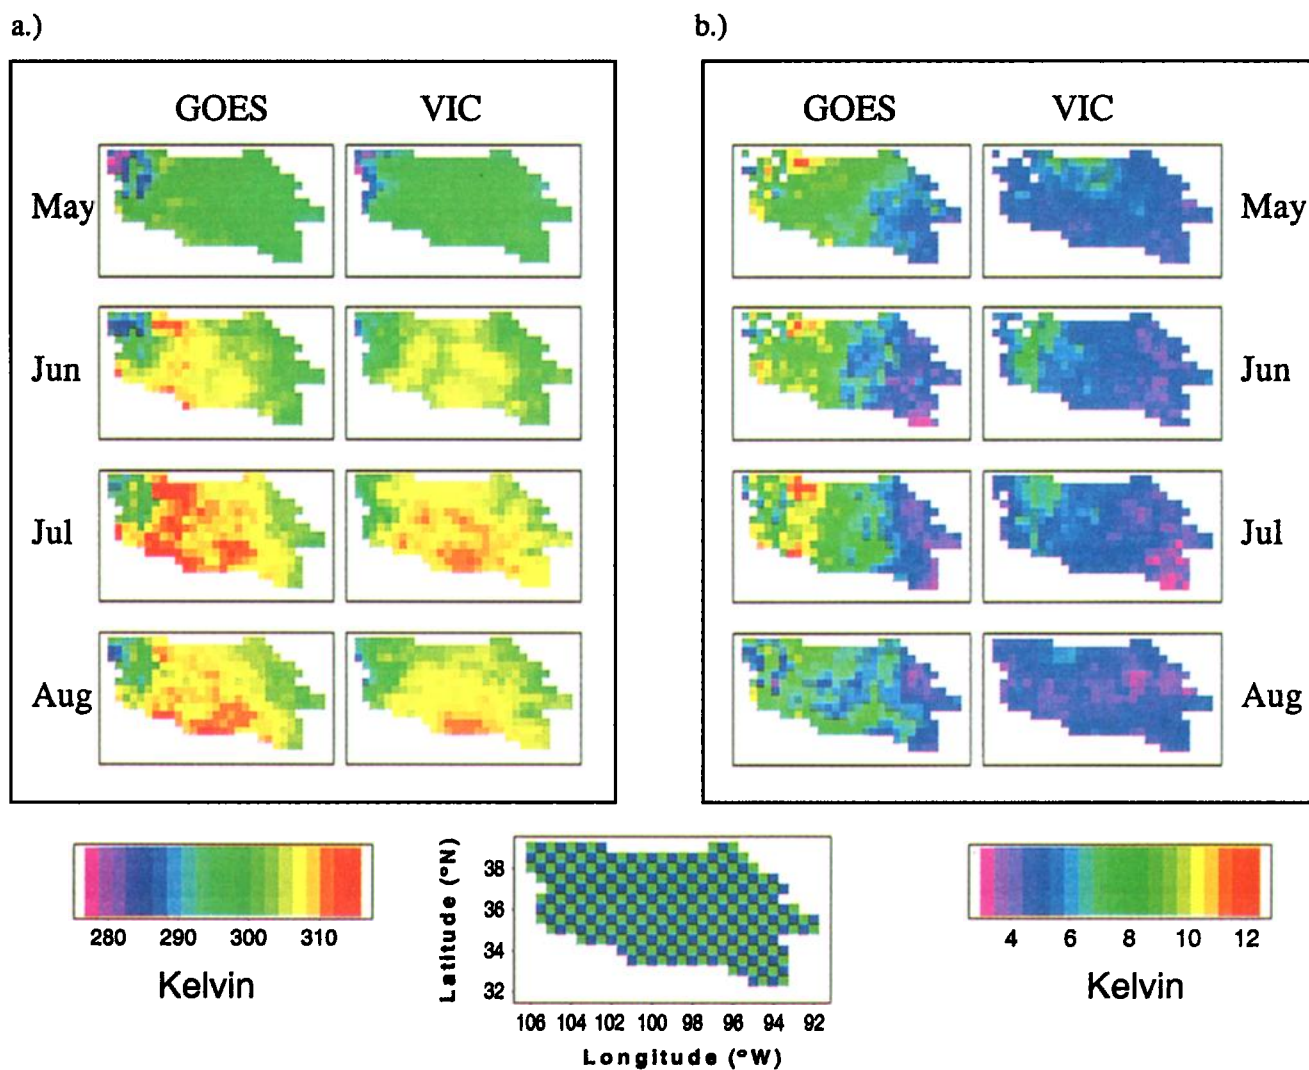 a.)
b.)
GOES VIC
GOES VIC
May
May
Jun
Jun
Jul
Jul
Aug
Aug
280 290 300 310
Kelvin
Latitude (°N)
38
36
34
32
106 104 102 100 98 96 94 92
Longitude (°W)
4 6 8 10 12
Kelvin